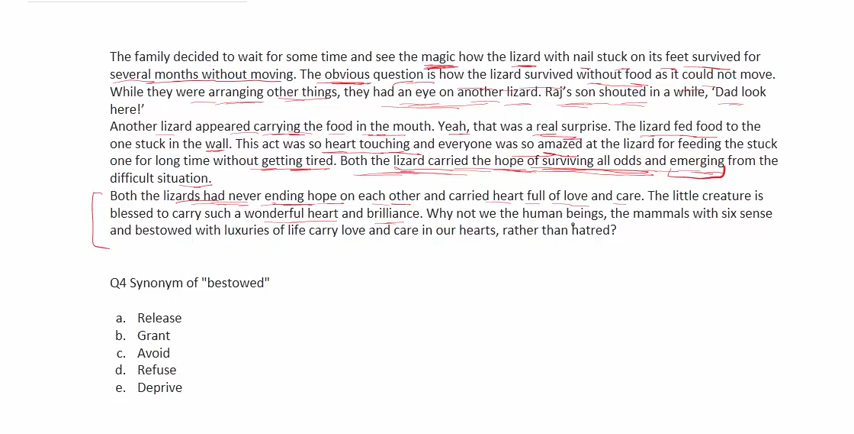 The family decided to wait for some time and see the magic how the lizard with nail stuck on its feet survived for
several months without moving. The obvious question is how the lizard survived without food as it could not move.
While they were arranging other things, they had an eye on another lizard. Raj's son shouted in a while, 'Dad look
here!'
Another lizard appeared carrying the food in the mouth. Yeah, that was a real surprise. The lizard fed food to the
one stuck in the wall. This act was so heart touching and everyone was so amazed at the lizard for feeding the stuck
one for long time without getting tired. Both the lizard carried the hope of surviving all odds and emerging from the
difficult situation.
Both the lizards had never ending hope on each other and carried heart full of love and care. The little creature is
blessed to carry such a wonderful heart and brilliance. Why not we the human beings, the mammals with six sense
and bestowed with luxuries of life carry love and care in our hearts, rather than hatred?
Q4 Synonym of "bestowed"
a. Release
b. Grant
c. Avoid
d. Refuse
e. Deprive